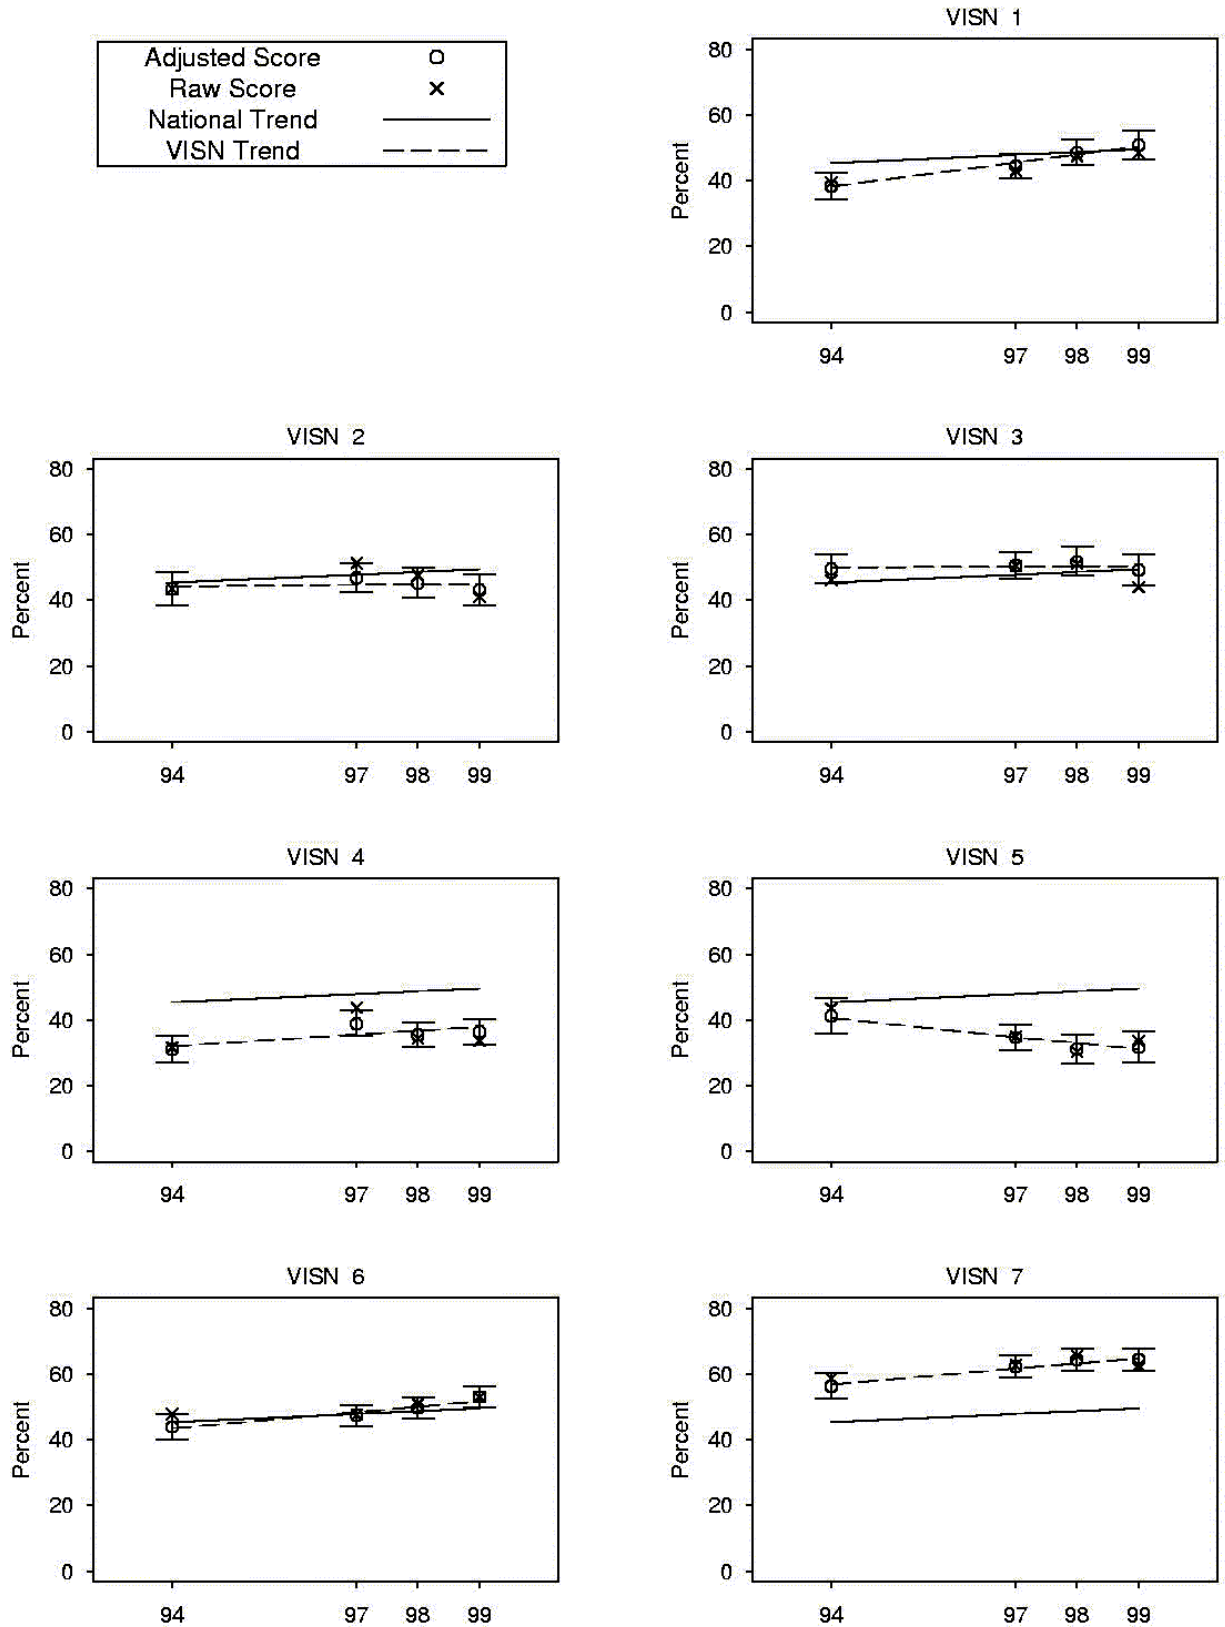 VISN 1
Adjusted Score
Raw Score
National Trend
VISN Trend
80
60
40
20
0
Percent
94 97 98 99
VISN 2
80
60
40
20
0
Percent
94 97 98 99
VISN 3
80
60
40
20
0
Percent
94 97 98 99
VISN 4
80
60
40
20
0
Percent
94 97 98 99
VISN 5
80
60
40
20
0
Percent
94 97 98 99
VISN 6
80
60
40
20
0
Percent
94 97 98 99
VISN 7
80
60
40
20
0
Percent
94 97 98 99